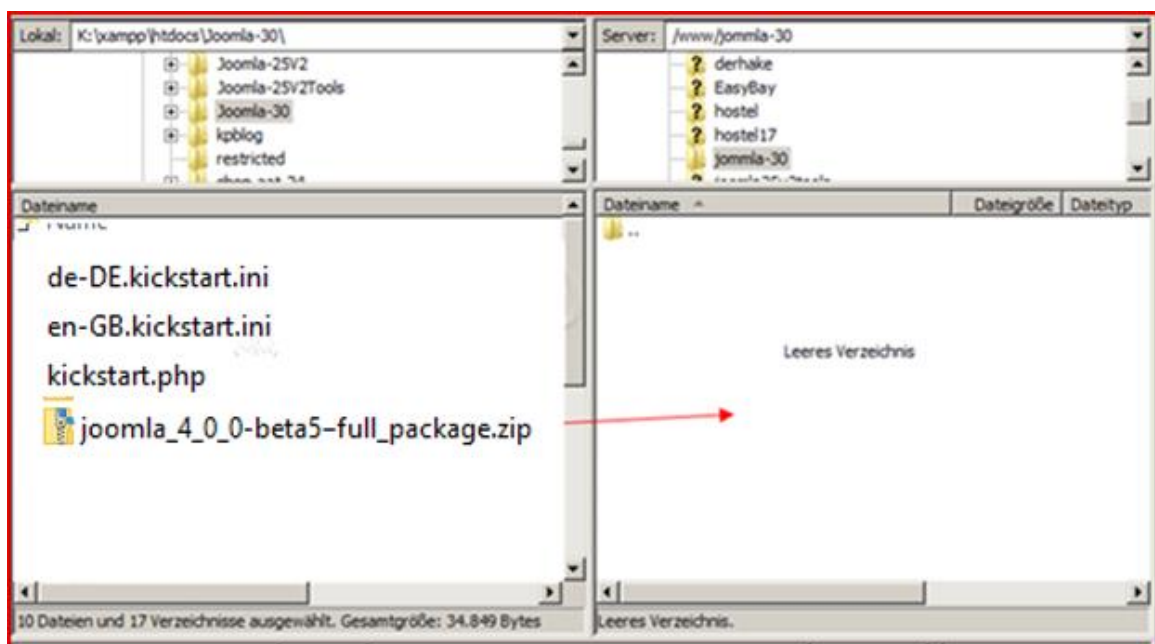 Lokal: K:\xampp\htdocs\Joomla-30\
Joomla-25V2
Joomla-25V2Tools
Joomla-30
kpblog
restricted
Server: /www/jommla-30
derhake
EasyBay
hostel
hostel17
jommla-30
Dateiname
Name
de-DE.kickstart.ini
en-GB.kickstart.ini
kickstart.php
joomla_4_0_0-beta5–full_package.zip
10 Dateien und 17 Verzeichnisse ausgewählt. Gesamtgröße: 34.849 Bytes
Dateiname Dateigröße Dateityp
..
Leeres Verzeichnis
Leeres Verzeichnis.